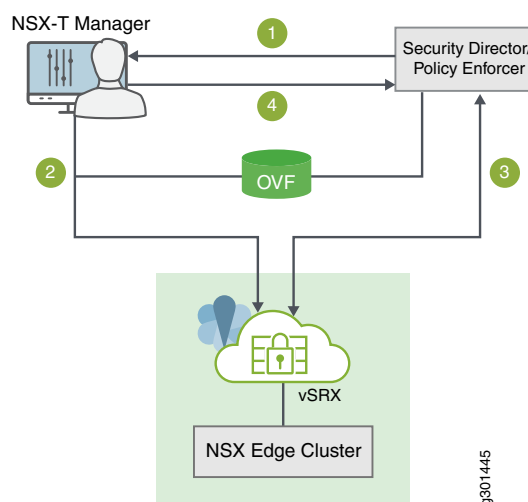 NSX-T Manager
1
Security Director/
Policy Enforcer
4
2
OVF
3
vSRX
NSX Edge Cluster
g301445